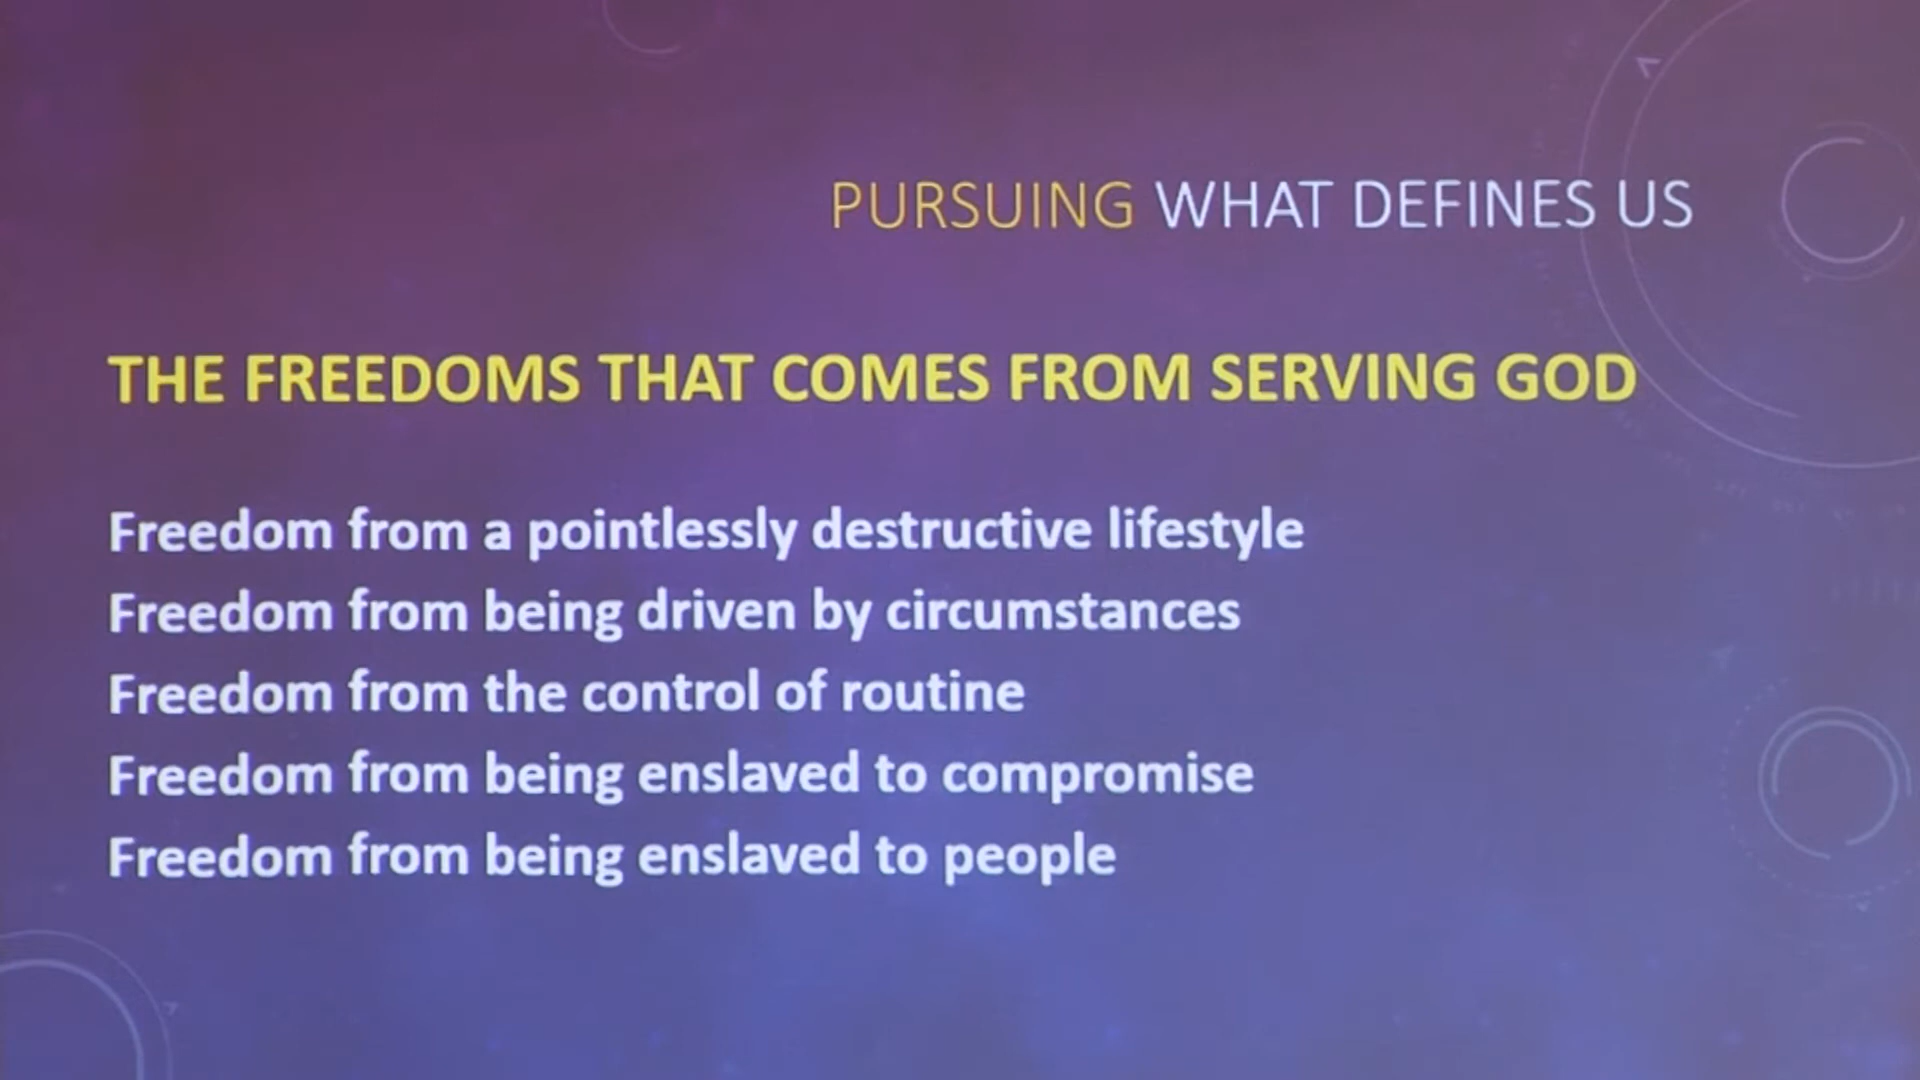 PURSUING WHAT DEFINES US
THE FREEDOMS THAT COMES FROM SERVING GOD
Freedom from a pointlessly destructive lifestyle
Freedom from being driven by circumstances
Freedom from the control of routine
Freedom from being enslaved to compromise
Freedom from being enslaved to people